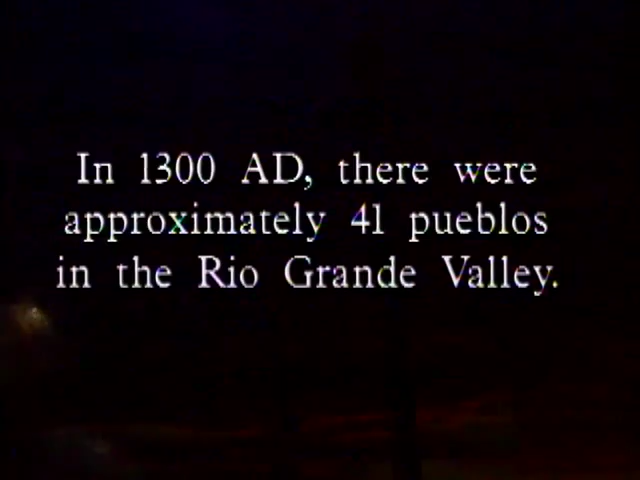 In 1300 AD, there were
approximately 41 pueblos
in the Rio Grande Valley.